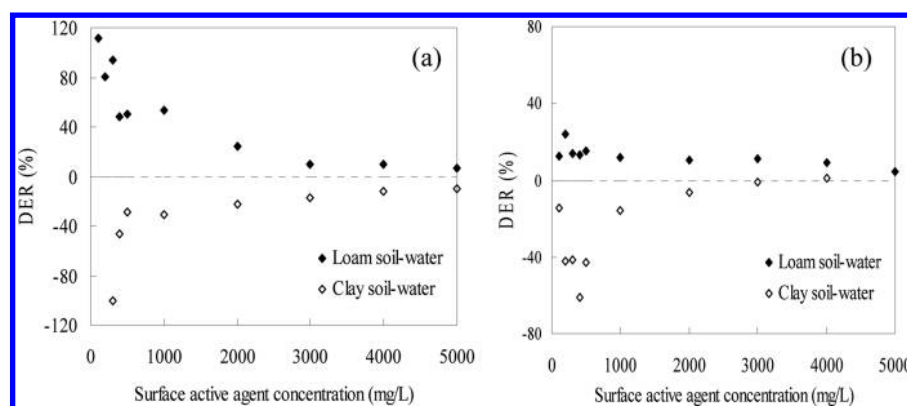 (a)
120
80
40
0
-40
-80
-120
DER (%)
Loam soil-water
Clay soil-water
0 1000 2000 3000 4000 5000
Surface active agent concentration (mg/L)
(b)
80
40
0
-40
-80
DER (%)
Loam soil-water
Clay soil-water
0 1000 2000 3000 4000 5000
Surface active agent concentration (mg/L)